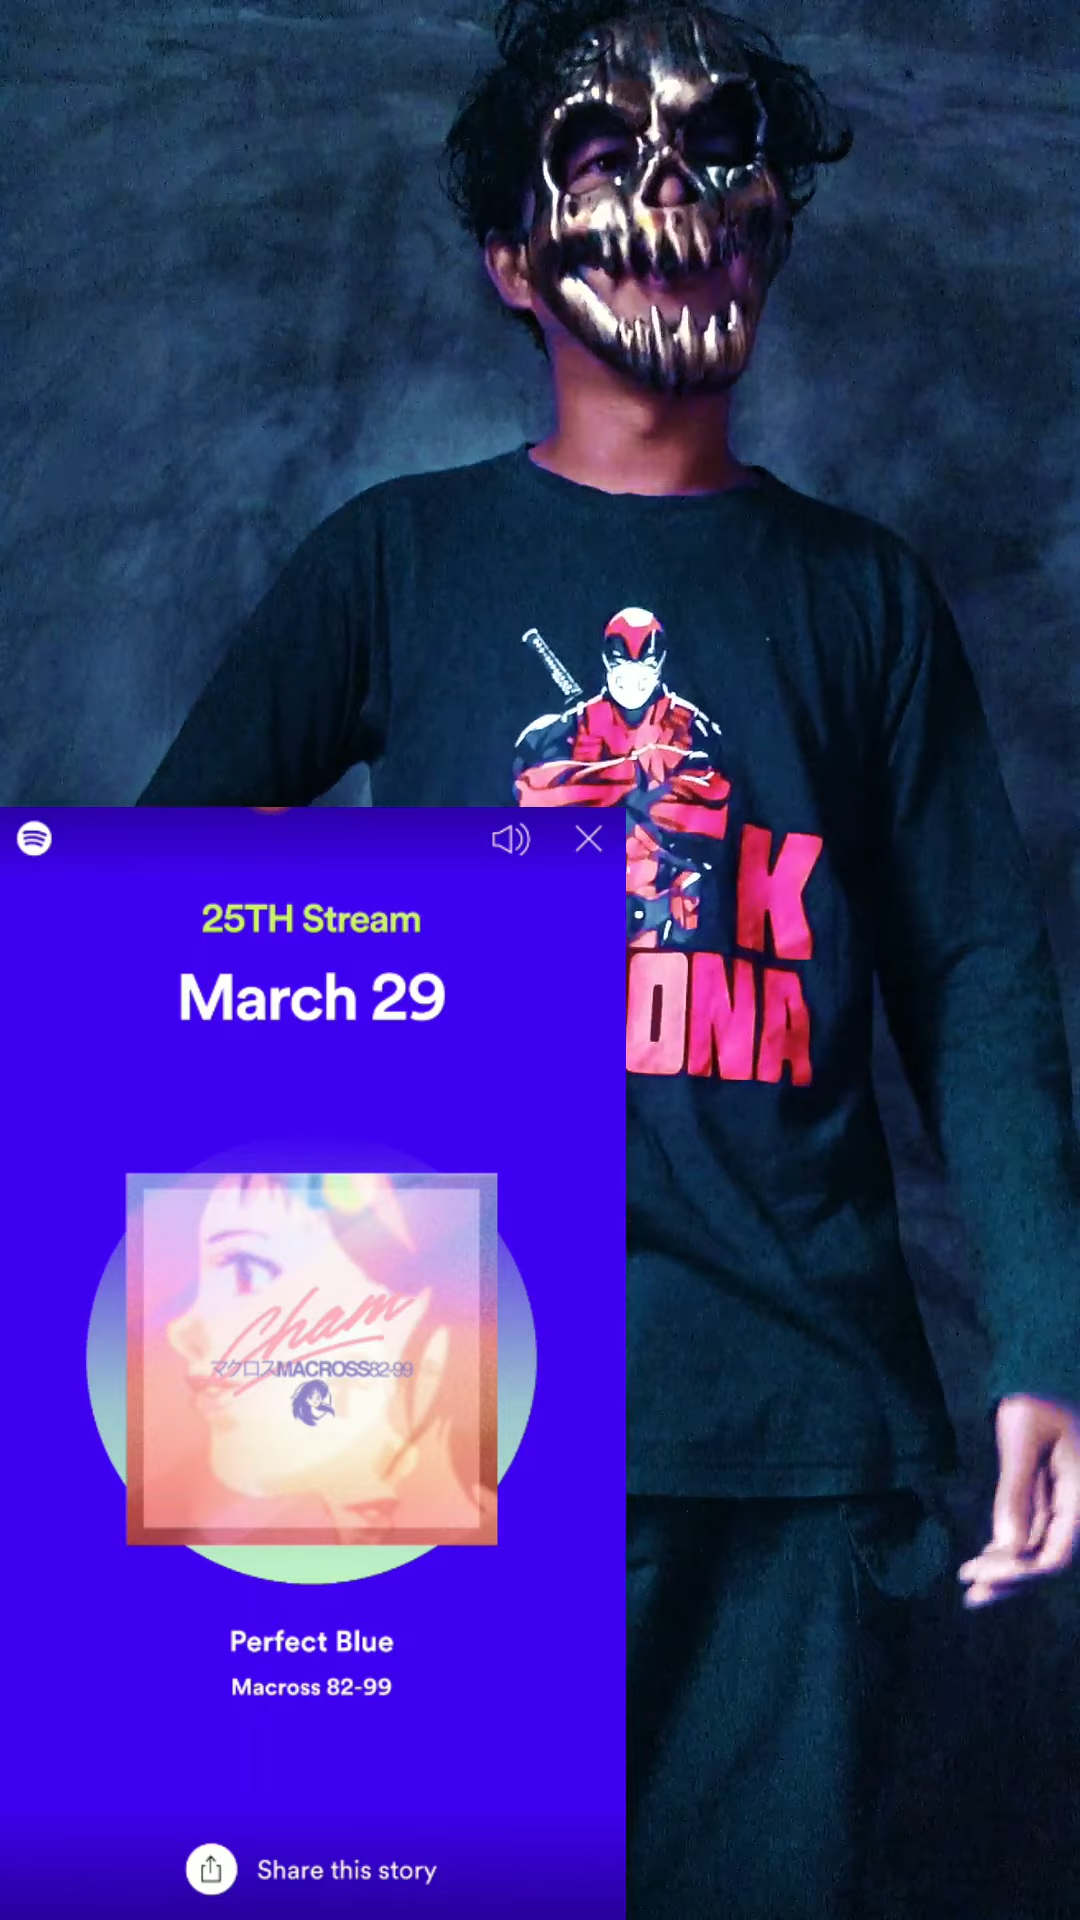 K
ONA
25TH Stream
March 29
Cham
マクロスMACROSS82-99
Perfect Blue
Macross 82-99
Share this story